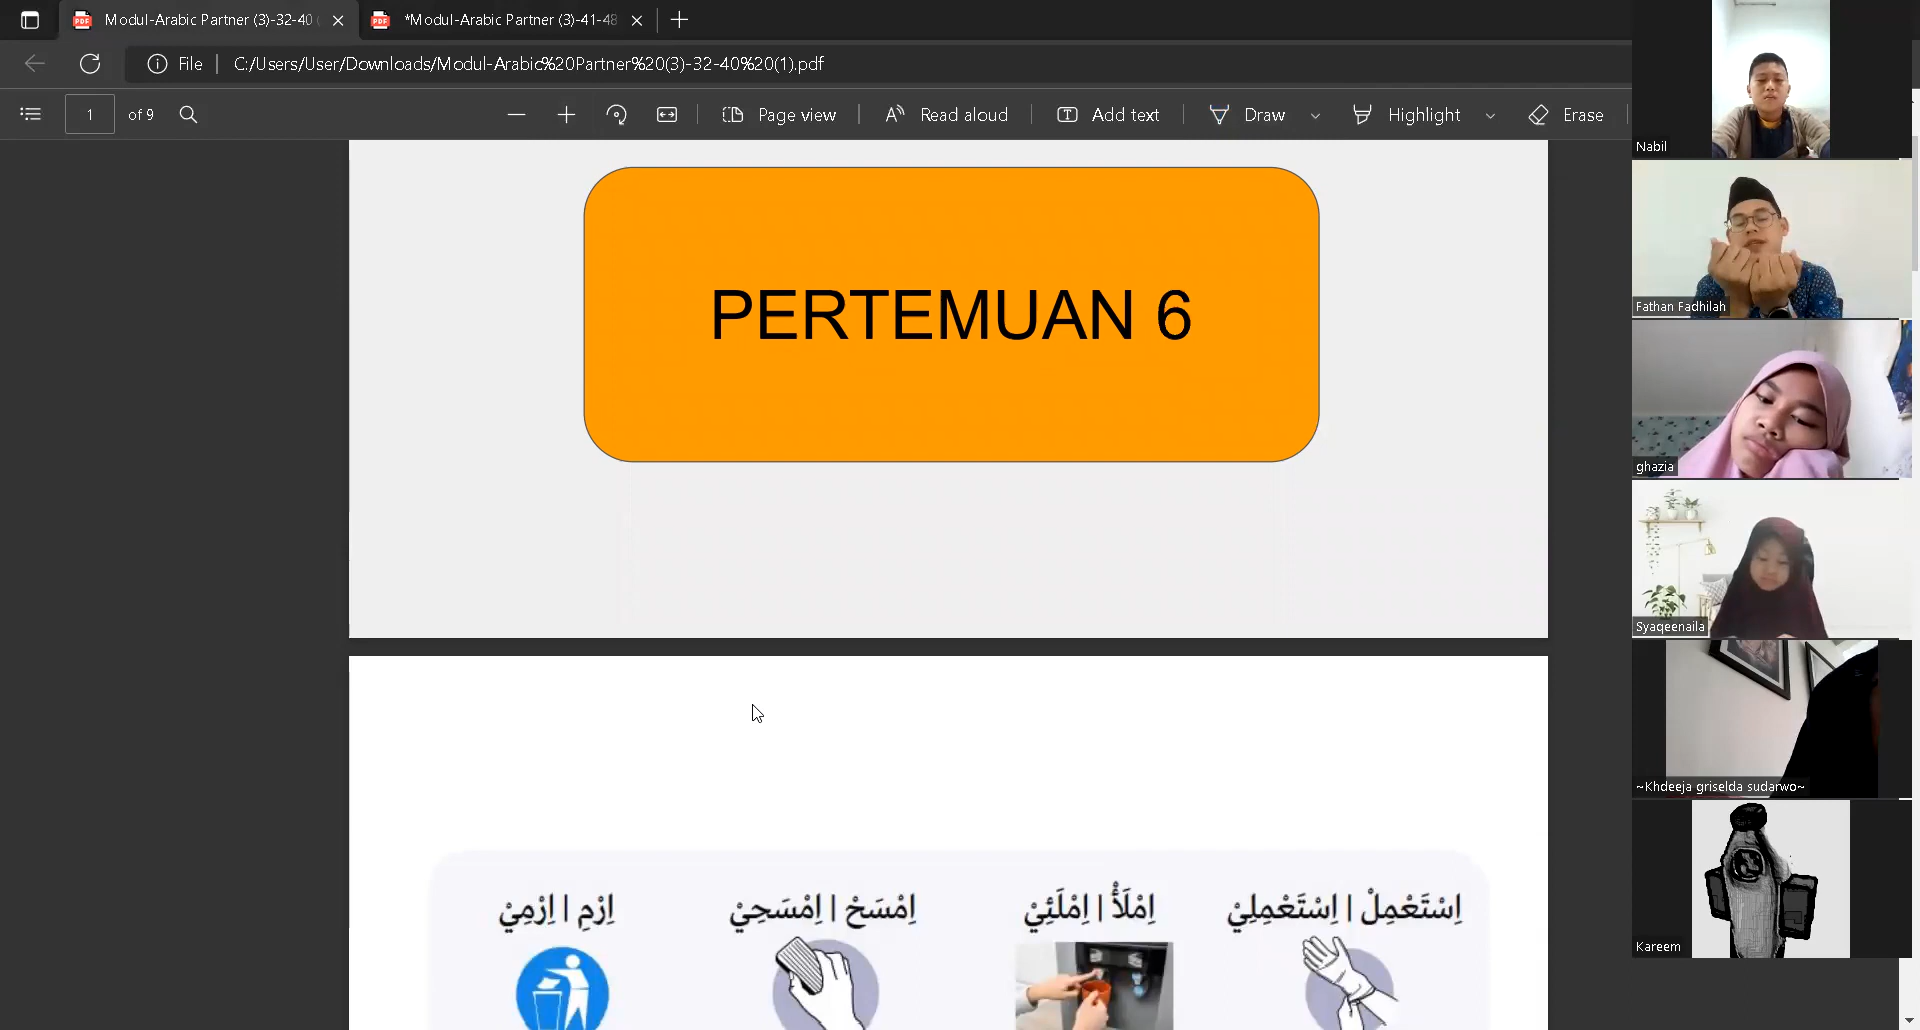 Modul-Arabic Partner (3)-32-40 (
*Modul-Arabic Partner (3)-41-48
File
C:/Users/User/Downloads/Modul-Arabic%20Partner%20(3)-32-40%20(1).pdf
1 of 9
Page view
Read aloud
Add text
Draw
Highlight
Erase
PERTEMUAN 6
اِسْتَعْمِلْ | اِسْتَعْمِلِيْ
اِمْلَأْ | اِمْلَئِيْ
اِمْسَحْ | اِمْسَحِيْ
اِرْمِ | اِرْمِيْ
Nabil
Fathan Fadhilah
ghazia
Syaqeenaila
~Khdeeja griselda sudarwo~
Kareem